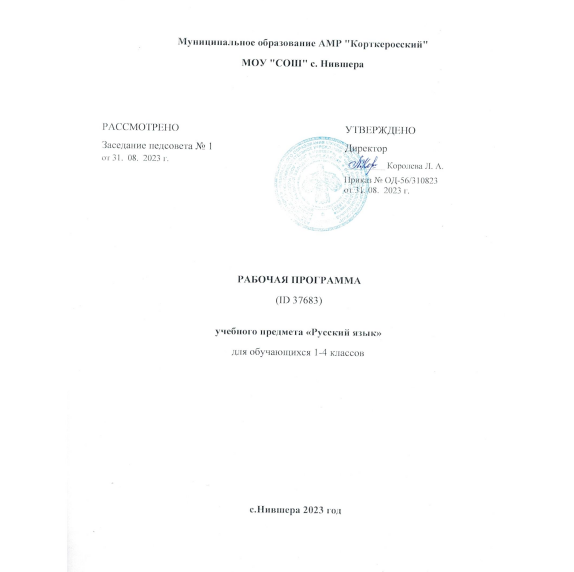 Муниципальное образование АМР "Корткеросский"
МОУ "СОШ" с. Нившера
РАССМОТРЕНО
Заседание педсовета № 1
от 31. 08. 2023 г.
УТВЕРЖДЕНО
Директор
Королева Л. А.
Приказ № ОД-56/310823
от 31. 08. 2023 г.
РАБОЧАЯ ПРОГРАММА
(ID 37683)
учебного предмета «Русский язык»
для обучающихся 1-4 классов
с.Нившера 2023 год